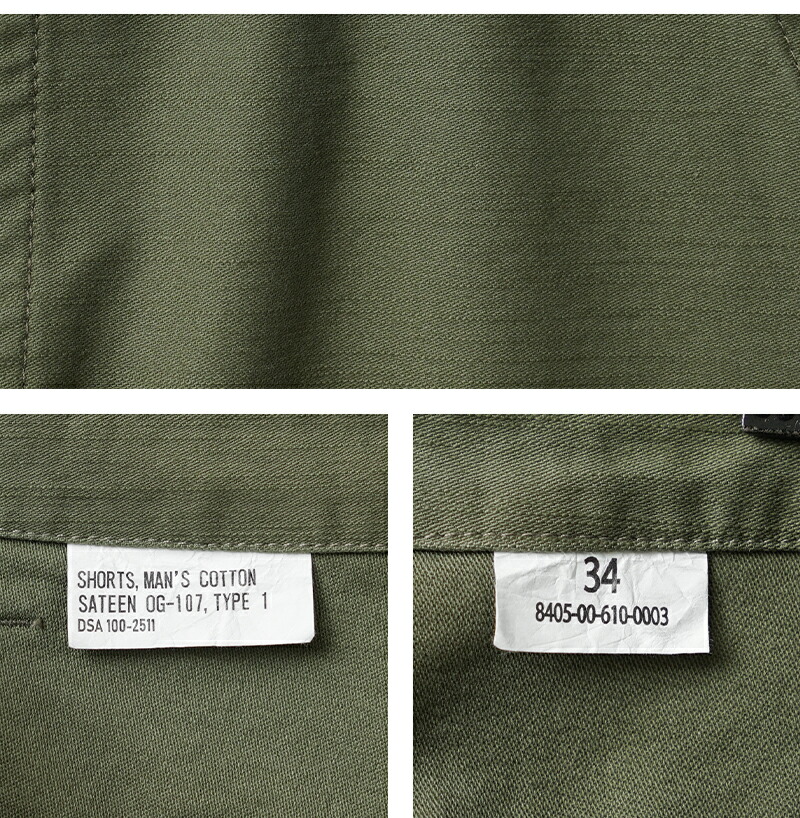 SHORTS, MAN'S COTTON
SATEEN OG-107, TYPE 1
DSA 100-2511
34
8405-00-610-0003